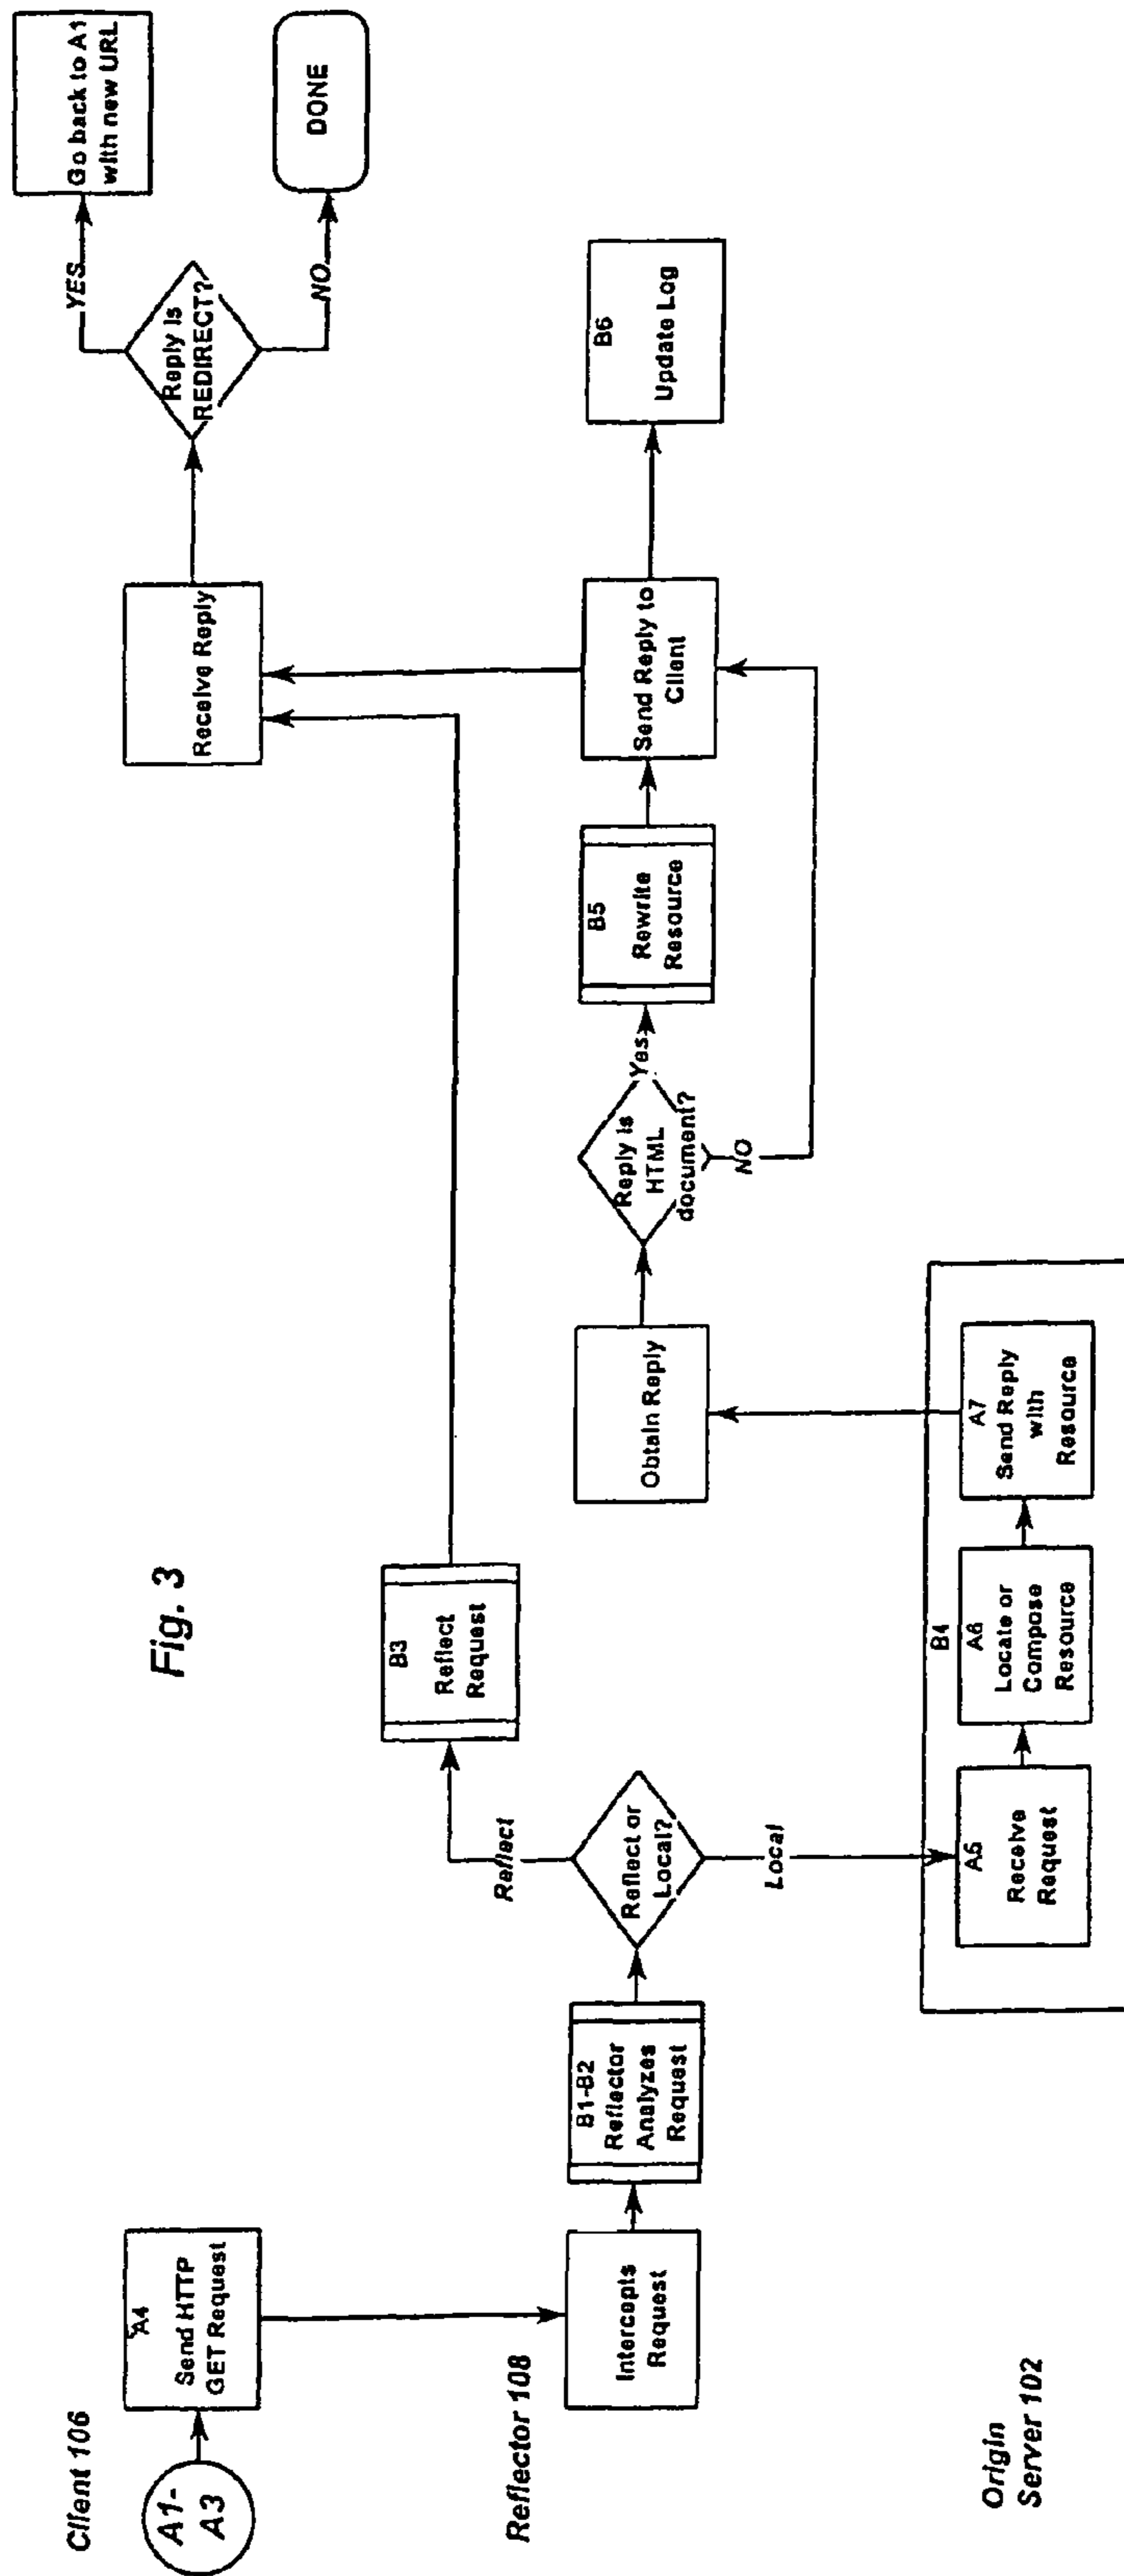 Fig. 3
Client 106
A1-
A3
A4
Send HTTP
GET Request
Receive Reply
Reply is
REDIRECT?
YES
Go back to A1
with new URL
NO
DONE
Reflector 108
Intercepts
Request
B1-B2
Reflector
Analyzes
Request
Reflect or
Local?
Reflect
B3
Reflect
Request
Local
Obtain Reply
Reply is
HTML
document?
Yes
NO
B5
Rewrite
Resource
Send Reply to
Client
B6
Update Log
Origin
Server 102
B4
A5
Receive
Request
A6
Locate or
Compose
Resource
A7
Send Reply
with
Resource